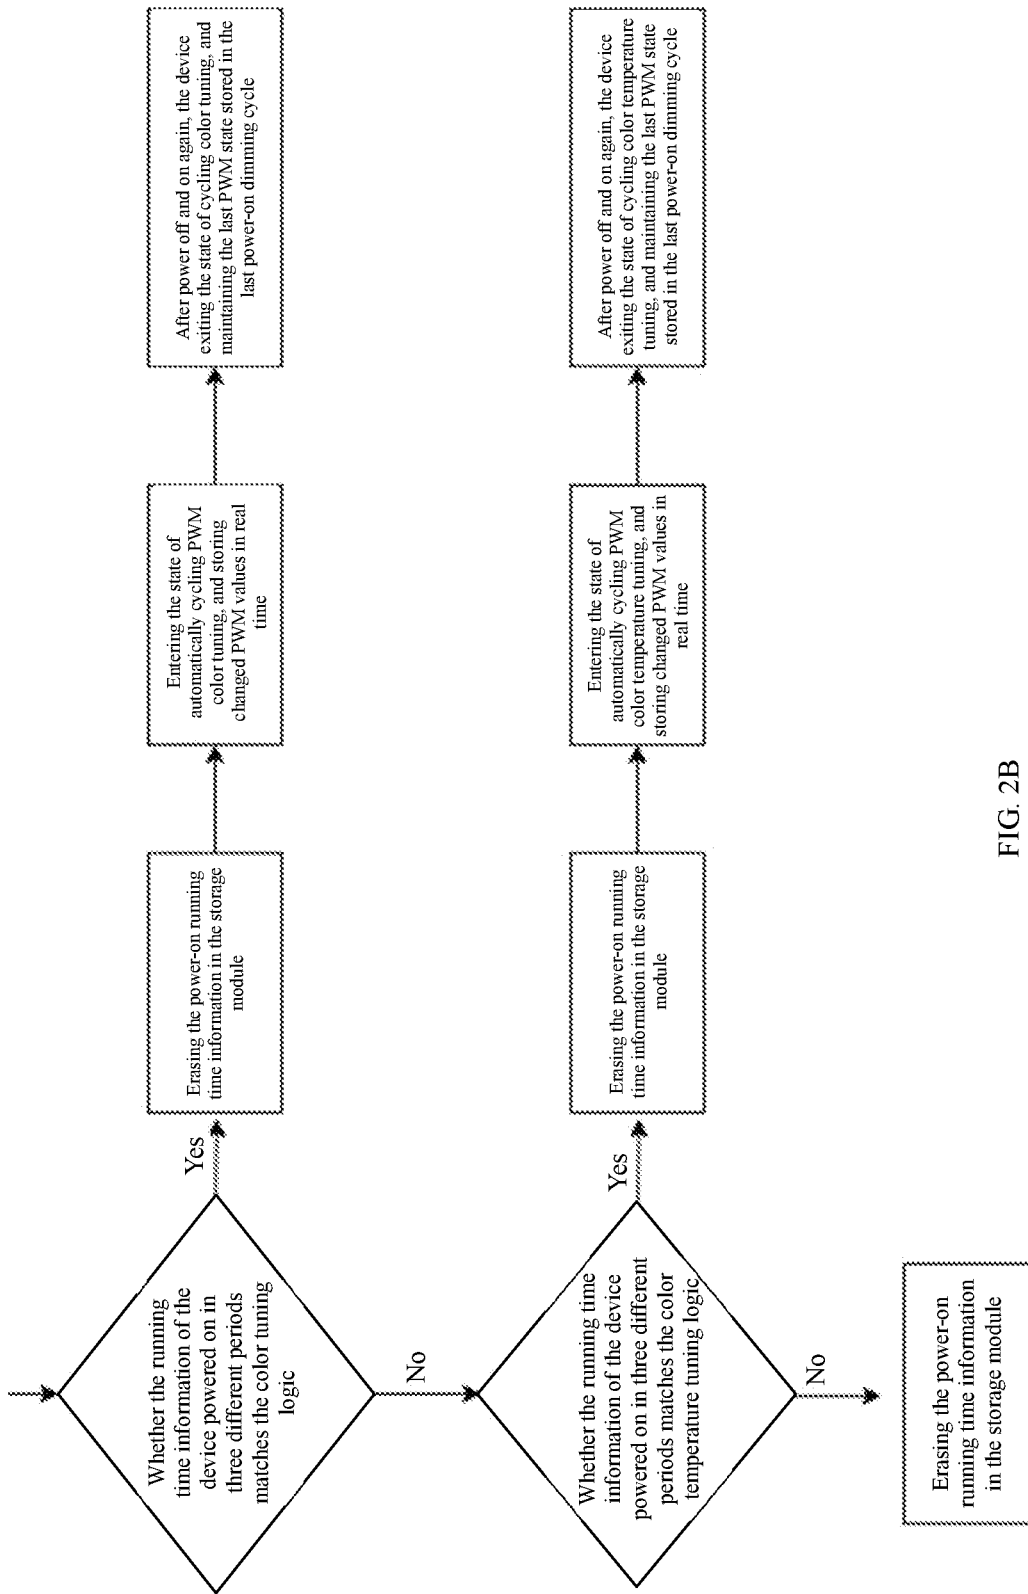 Whether the running
time information of the
device powered on in
three different periods
matches the color tuning
logic
Yes
Erasing the power-on running
time information in the storage
module
Entering the state of
automatically cycling PWM
color tuning, and storing
changed PWM values in real
time
After power off and on again, the device
exiting the state of cycling color tuning, and
maintaining the last PWM state stored in the
last power-on dimming cycle
No
Whether the running time
information of the device
powered on in three different
periods matches the color
temperature tuning logic
Yes
Erasing the power-on running
time information in the storage
module
Entering the state of
automatically cycling PWM
color temperature tuning, and
storing changed PWM values in
real time
After power off and on again, the device
exiting the state of cycling color temperature
tuning, and maintaining the last PWM state
stored in the last power-on dimming cycle
No
Erasing the power-on
running time information
in the storage module
FIG. 2B